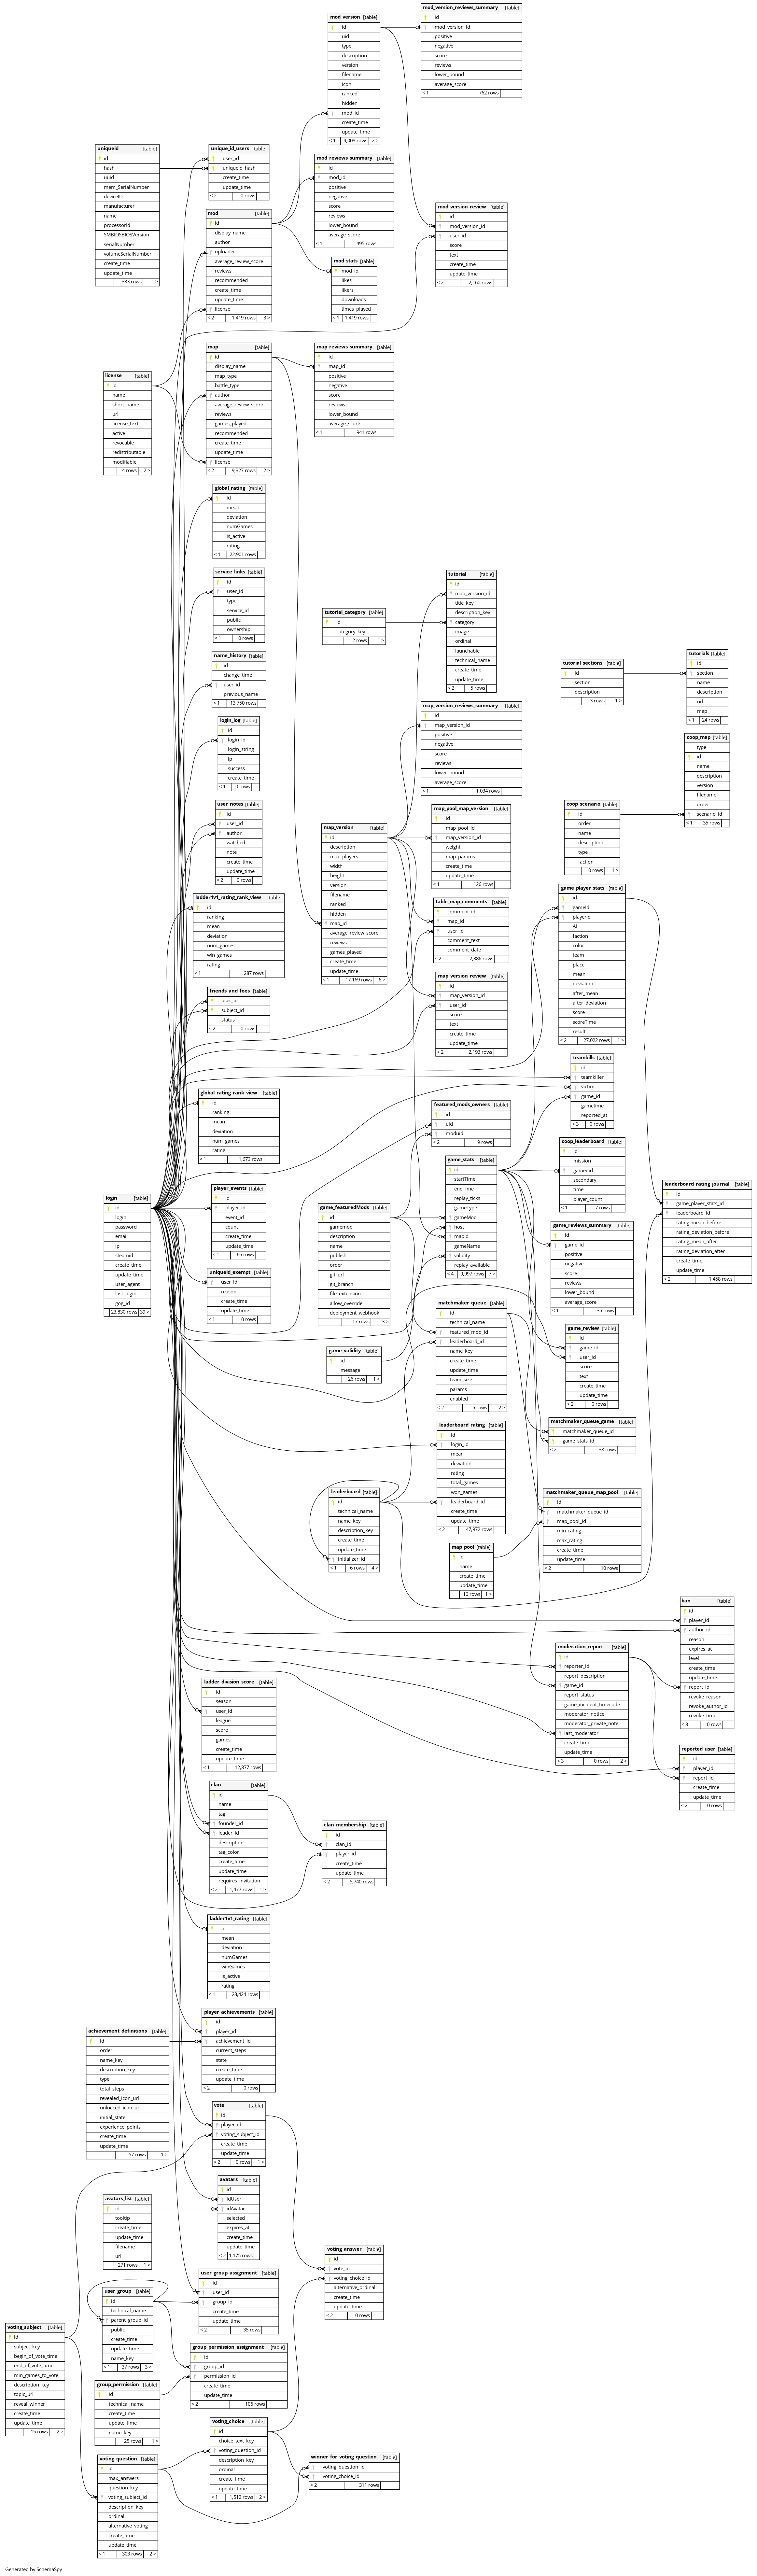 mod_version [table]
id
uid
type
description
version
filename
icon
ranked
hidden
mod_id
create_time
update_time
< 1 4,008 rows 2 >
mod_version_reviews_summary [table]
id
mod_version_id
positive
negative
score
reviews
lower_bound
average_score
< 1 762 rows
uniqueid [table]
id
hash
uuid
mem_SerialNumber
deviceID
manufacturer
name
processorId
SMBIOSBIOSVersion
serialNumber
volumeSerialNumber
create_time
update_time
333 rows 1 >
unique_id_users [table]
user_id
uniqueid_hash
create_time
update_time
< 2 0 rows
mod_reviews_summary [table]
id
mod_id
positive
negative
score
reviews
lower_bound
average_score
< 1 495 rows
mod [table]
id
display_name
author
uploader
average_review_score
reviews
recommended
create_time
update_time
license
< 2 1,419 rows 3 >
mod_version_review [table]
id
mod_version_id
user_id
score
text
create_time
update_time
< 2 2,160 rows
mod_stats [table]
mod_id
likes
likers
downloads
times_played
< 1 1,419 rows
license [table]
id
name
short_name
url
license_text
active
revocable
redistributable
modifiable
4 rows 2 >
map [table]
id
display_name
map_type
battle_type
author
average_review_score
reviews
games_played
recommended
create_time
update_time
license
< 2 9,327 rows 2 >
map_reviews_summary [table]
id
map_id
positive
negative
score
reviews
lower_bound
average_score
< 1 941 rows
global_rating [table]
id
mean
deviation
numGames
is_active
rating
< 1 22,901 rows
service_links [table]
id
user_id
type
service_id
public
ownership
< 1 0 rows
tutorial_category [table]
id
category_key
2 rows 1 >
tutorial [table]
id
map_version_id
title_key
description_key
category
image
ordinal
launchable
technical_name
create_time
update_time
< 2 5 rows
name_history [table]
id
change_time
user_id
previous_name
< 1 13,750 rows
tutorial_sections [table]
id
section
description
3 rows 1 >
tutorials [table]
id
section
name
description
url
map
< 1 24 rows
login_log [table]
id
login_id
login_string
ip
success
create_time
< 1 0 rows
map_version_reviews_summary [table]
id
map_version_id
positive
negative
score
reviews
lower_bound
average_score
< 1 1,034 rows
coop_map [table]
type
id
name
description
version
filename
order
scenario_id
< 1 35 rows
user_notes [table]
id
user_id
author
watched
note
create_time
update_time
< 2 0 rows
map_version [table]
id
description
max_players
width
height
version
filename
ranked
hidden
map_id
average_review_score
reviews
games_played
create_time
update_time
< 1 17,169 rows 6 >
map_pool_map_version [table]
id
map_pool_id
map_version_id
weight
map_params
create_time
update_time
< 1 126 rows
coop_scenario [table]
id
order
name
description
type
faction
0 rows 1 >
ladder1v1_rating_rank_view [table]
id
ranking
mean
deviation
num_games
win_games
rating
< 1 287 rows
table_map_comments [table]
comment_id
map_id
user_id
comment_text
comment_date
< 2 2,386 rows
game_player_stats [table]
id
gameId
playerId
AI
faction
color
team
place
mean
deviation
after_mean
after_deviation
score
scoreTime
result
< 2 27,022 rows 1 >
friends_and_foes [table]
user_id
subject_id
status
< 2 0 rows
map_version_review [table]
id
map_version_id
user_id
score
text
create_time
update_time
< 2 2,193 rows
teamkills [table]
id
teamkiller
victim
game_id
gametime
reported_at
< 3 0 rows
global_rating_rank_view [table]
id
ranking
mean
deviation
num_games
rating
< 1 1,673 rows
featured_mods_owners [table]
id
uid
moduid
< 2 9 rows
coop_leaderboard [table]
id
mission
gameuid
secondary
time
player_count
< 1 7 rows
login [table]
id
login
password
email
ip
steamid
create_time
update_time
user_agent
last_login
gog_id
23,830 rows 39 >
player_events [table]
id
player_id
event_id
count
create_time
update_time
< 1 66 rows
game_stats [table]
id
startTime
endTime
replay_ticks
gameType
gameMod
host
mapId
gameName
validity
replay_available
< 4 9,997 rows 7 >
leaderboard_rating_journal [table]
id
game_player_stats_id
leaderboard_id
rating_mean_before
rating_deviation_before
rating_mean_after
rating_deviation_after
create_time
update_time
< 2 1,458 rows
game_featuredMods [table]
id
gamemod
description
name
publish
order
git_url
git_branch
file_extension
allow_override
deployment_webhook
17 rows 3 >
game_reviews_summary [table]
id
game_id
positive
negative
score
reviews
lower_bound
average_score
< 1 35 rows
uniqueid_exempt [table]
user_id
reason
create_time
update_time
< 1 0 rows
matchmaker_queue [table]
id
technical_name
featured_mod_id
leaderboard_id
name_key
create_time
update_time
team_size
params
enabled
< 2 5 rows 2 >
game_validity [table]
id
message
26 rows 1 >
game_review [table]
id
game_id
user_id
score
text
create_time
update_time
< 2 0 rows
leaderboard_rating [table]
id
login_id
mean
deviation
rating
total_games
won_games
leaderboard_id
create_time
update_time
< 2 47,972 rows
matchmaker_queue_game [table]
matchmaker_queue_id
game_stats_id
< 2 38 rows
leaderboard [table]
id
technical_name
name_key
description_key
create_time
update_time
initializer_id
< 1 6 rows 4 >
matchmaker_queue_map_pool [table]
id
matchmaker_queue_id
map_pool_id
min_rating
max_rating
create_time
update_time
< 2 10 rows
map_pool [table]
id
name
create_time
update_time
10 rows 1 >
ban [table]
id
player_id
author_id
reason
expires_at
level
create_time
update_time
report_id
revoke_reason
revoke_author_id
revoke_time
< 3 0 rows
moderation_report [table]
id
reporter_id
report_description
game_id
report_status
game_incident_timecode
moderator_notice
moderator_private_note
last_moderator
create_time
update_time
< 3 0 rows 2 >
ladder_division_score [table]
id
season
user_id
league
score
games
create_time
update_time
< 1 12,877 rows
reported_user [table]
id
player_id
report_id
create_time
update_time
< 2 0 rows
clan [table]
id
name
tag
founder_id
leader_id
description
tag_color
create_time
update_time
requires_invitation
< 2 1,477 rows 1 >
clan_membership [table]
id
clan_id
player_id
create_time
update_time
< 2 5,740 rows
ladder1v1_rating [table]
id
mean
deviation
numGames
winGames
is_active
rating
< 1 23,424 rows
achievement_definitions [table]
id
order
name_key
description_key
type
total_steps
revealed_icon_url
unlocked_icon_url
initial_state
experience_points
create_time
update_time
57 rows 1 >
player_achievements [table]
id
player_id
achievement_id
current_steps
state
create_time
update_time
< 2 0 rows
vote [table]
id
player_id
voting_subject_id
create_time
update_time
< 2 0 rows 1 >
avatars_list [table]
id
tooltip
create_time
update_time
filename
url
271 rows 1 >
avatars [table]
id
idUser
idAvatar
selected
expires_at
create_time
update_time
< 2 1,175 rows
voting_answer [table]
id
vote_id
voting_choice_id
alternative_ordinal
create_time
update_time
< 2 0 rows
user_group_assignment [table]
id
user_id
group_id
create_time
update_time
< 2 35 rows
user_group [table]
id
technical_name
parent_group_id
public
create_time
update_time
name_key
< 1 37 rows 3 >
voting_subject [table]
id
subject_key
begin_of_vote_time
end_of_vote_time
min_games_to_vote
description_key
topic_url
reveal_winner
create_time
update_time
15 rows 2 >
group_permission_assignment [table]
id
group_id
permission_id
create_time
update_time
< 2 106 rows
group_permission [table]
id
technical_name
create_time
update_time
name_key
25 rows 1 >
voting_choice [table]
id
choice_text_key
voting_question_id
description_key
ordinal
create_time
update_time
< 1 1,512 rows 2 >
voting_question [table]
id
max_answers
question_key
voting_subject_id
description_key
ordinal
alternative_voting
create_time
update_time
< 1 303 rows 2 >
winner_for_voting_question [table]
voting_question_id
voting_choice_id
< 2 311 rows
Generated by SchemaSpy